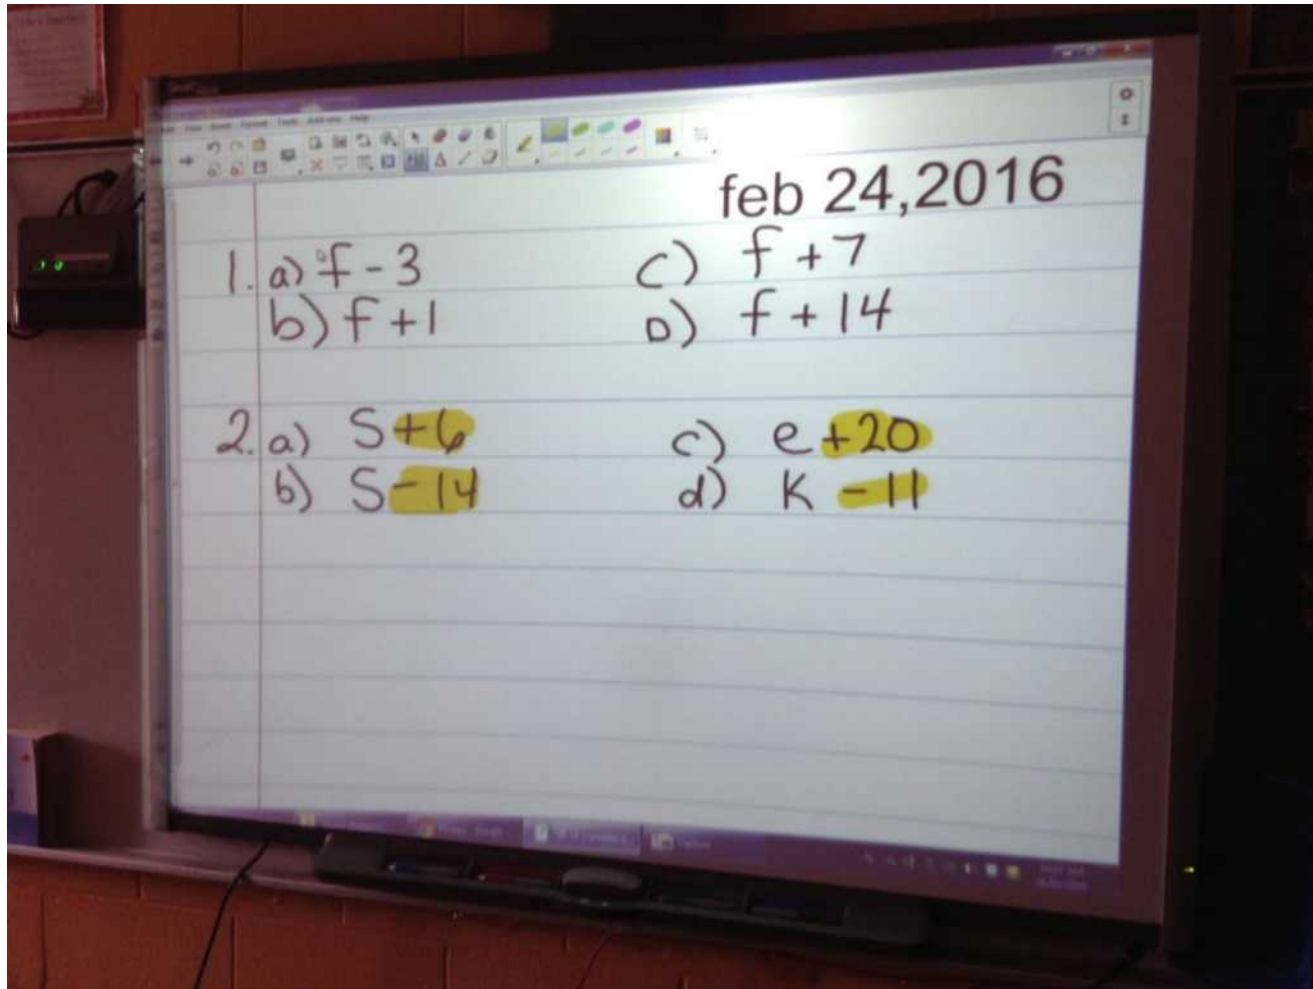 feb 24,2016
1. a) f - 3
b) f + 1
c) f + 7
D) f + 14
2. a) S + 6
b) S - 14
c) e + 20
d) K - 11